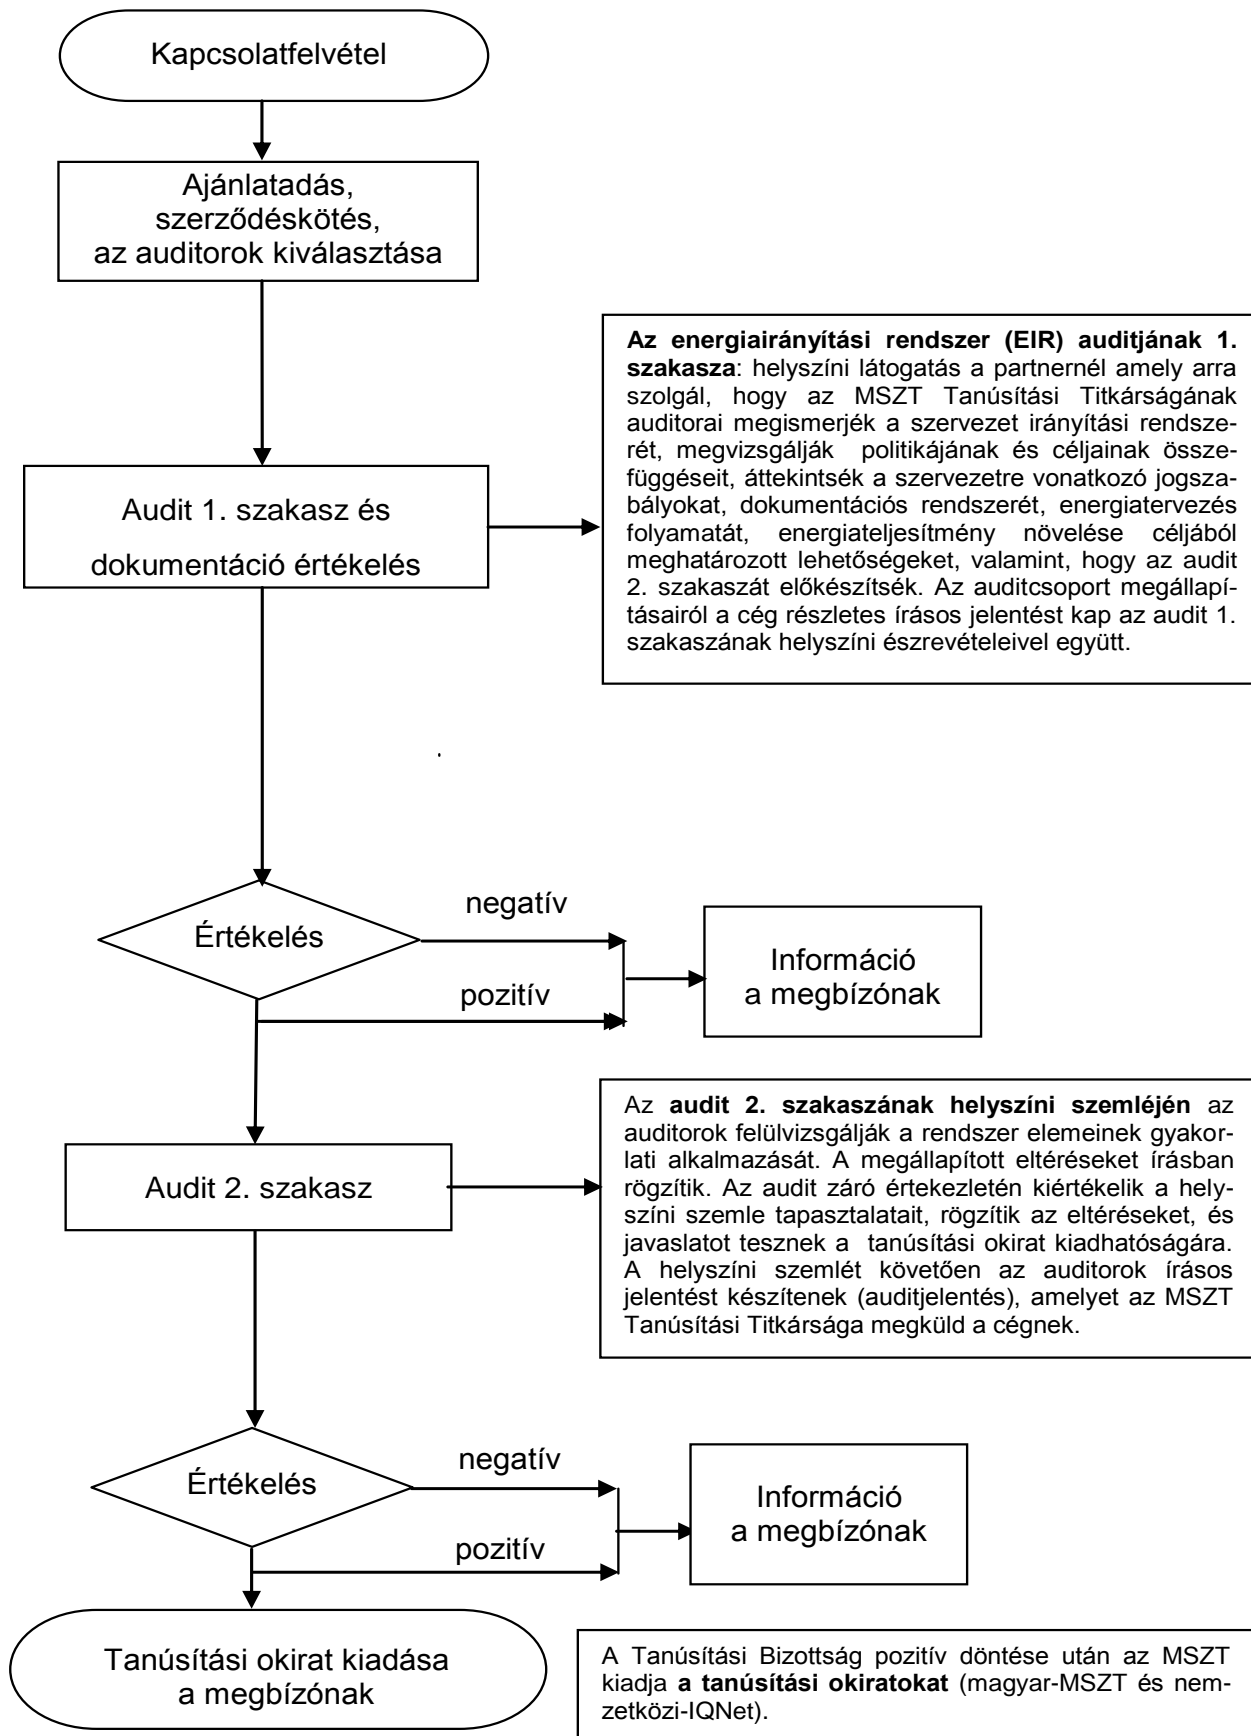 Kapcsolatfelvétel
Ajánlatadás,
szerződéskötés,
az auditorok kiválasztása
Az energiairányítási rendszer (EIR) auditjának 1.
szakasza: helyszíni látogatás a partnernél amely arra
szolgál, hogy az MSZT Tanúsítási Titkárságának
auditorai megismerjék a szervezet irányítási rendsze-
rét, megvizsgálják politikájának és céljainak össze-
függéseit, áttekintsék a szervezetre vonatkozó jogsza-
bályokat, dokumentációs rendszerét, energiatervezés
folyamatát, energiateljesítmény növelése céljából
meghatározott lehetőségeket, valamint, hogy az audit
2. szakaszát előkészítsék. Az auditcsoport megállapí-
tásairól a cég részletes írásos jelentést kap az audit 1.
szakaszának helyszíni észrevételeivel együtt.
Audit 1. szakasz és
dokumentáció értékelés
Értékelés
negatív
pozitív
Információ
a megbízónak
Az audit 2. szakaszának helyszíni szemléjén az
auditorok felülvizsgálják a rendszer elemeinek gyakor-
lati alkalmazását. A megállapított eltéréseket írásban
rögzítik. Az audit záró értekezletén kiértékelik a hely-
színi szemle tapasztalatait, rögzítik az eltéréseket, és
javaslatot tesznek a tanúsítási okirat kiadhatóságára.
A helyszíni szemlét követően az auditorok írásos
jelentést készítenek (auditjelentés), amelyet az MSZT
Tanúsítási Titkársága megküld a cégnek.
Audit 2. szakasz
Értékelés
negatív
pozitív
Információ
a megbízónak
Tanúsítási okirat kiadása
a megbízónak
A Tanúsítási Bizottság pozitív döntése után az MSZT
kiadja a tanúsítási okiratokat (magyar-MSZT és nem-
zetközi-IQNet).